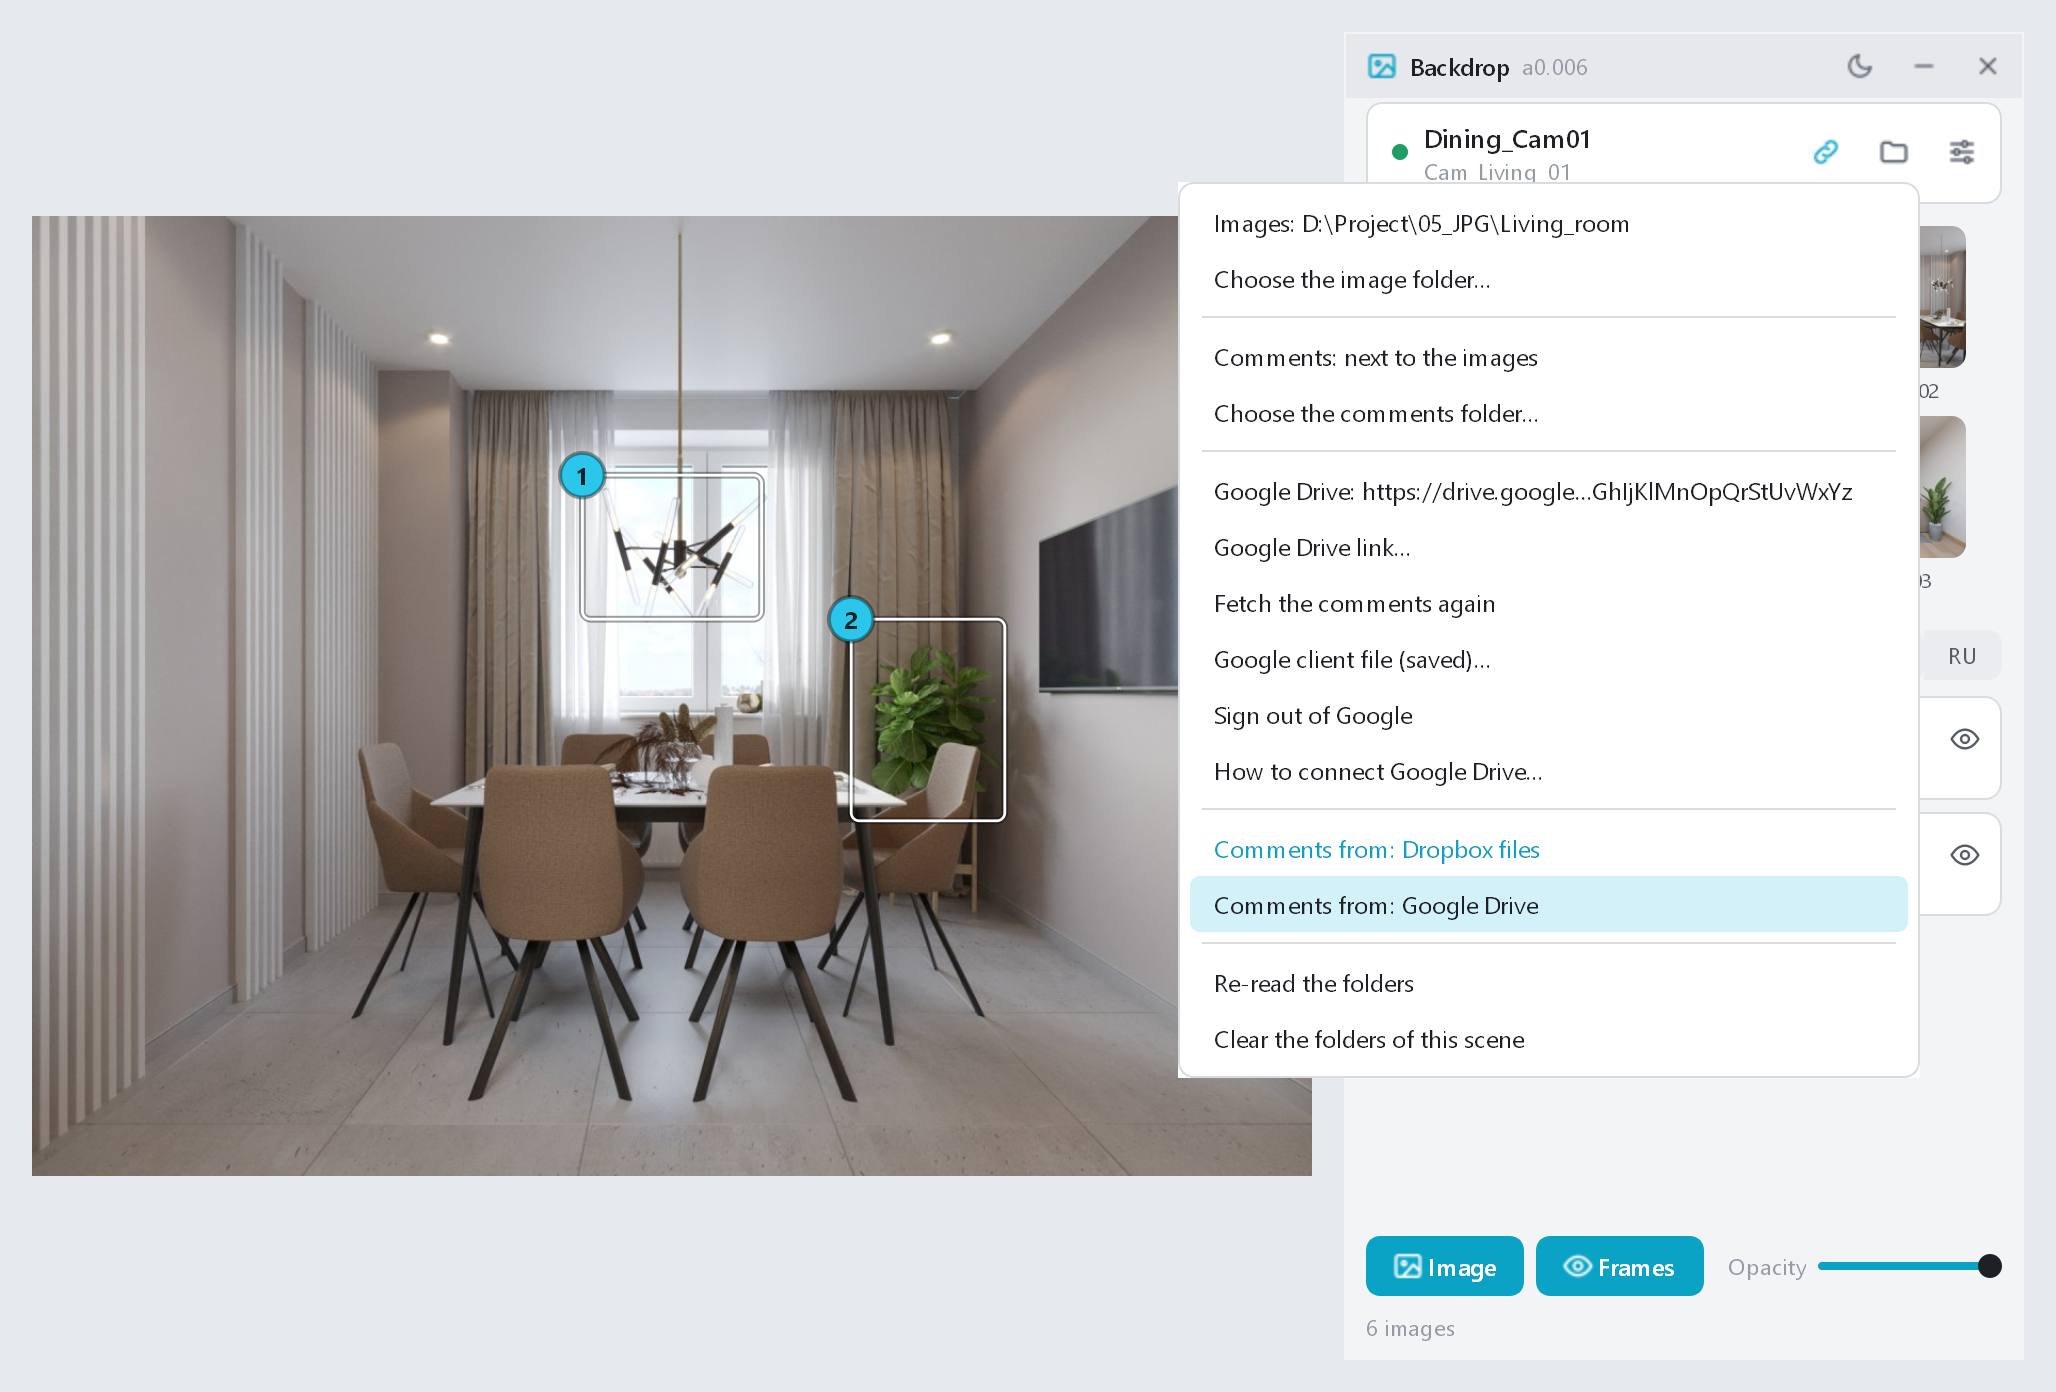 Backdrop a0.006
Dining_Cam01
Cam_Living_01
Images: D:\Project\05_JPG\Living_room
Choose the image folder...
Comments: next to the images
Choose the comments folder...
Google Drive: https://drive.google...GhIjKlMnOpQrStUvWxYz
Google Drive link...
Fetch the comments again
Google client file (saved)...
Sign out of Google
How to connect Google Drive...
Comments from: Dropbox files
Comments from: Google Drive
Re-read the folders
Clear the folders of this scene
02
03
RU
1
2
Image
Frames
Opacity
6 images